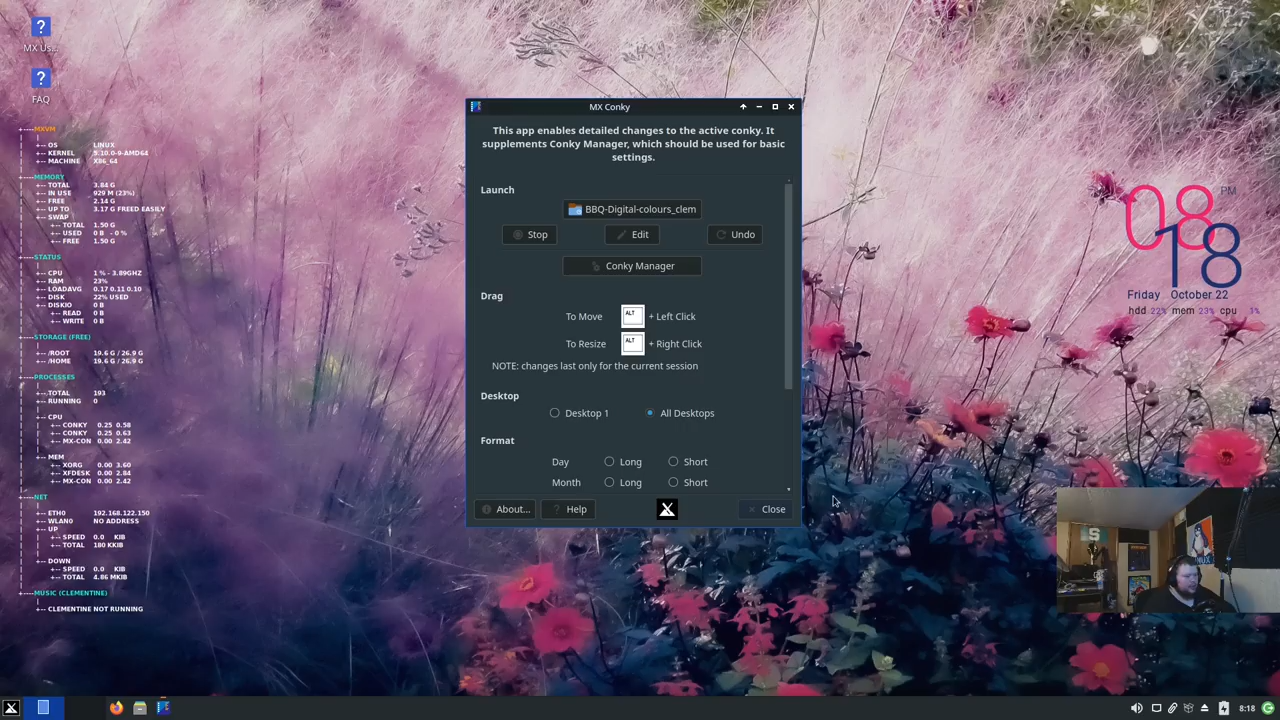 MX Us...
FAQ
+----MXVM
+-- OS LINUX
+-- KERNEL 5.10.0-9-AMD64
+-- MACHINE X86_64
+----MEMORY
+-- TOTAL 3.84 G
+-- IN USE 929 M (23%)
+-- FREE 2.14 G
+-- UP TO 3.17 G FREED EASILY
+-- SWAP
+-- TOTAL 1.50 G
+-- USED 0 B - 0 %
+-- FREE 1.50 G
+----STATUS
+-- CPU 1 % - 3.89GHZ
+-- RAM 23%
+-- LOADAVG 0.17 0.11 0.10
+-- DISK 22% USED
+-- DISKIO 0 B
+-- READ 0 B
+-- WRITE 0 B
+----STORAGE (FREE)
+-- /ROOT 19.6 G / 26.9 G
+-- /HOME 19.6 G / 26.9 G
+----PROCESSES
+-- TOTAL 193
+-- RUNNING 0
+-- CPU
+-- CONKY 0.25 0.58
+-- CONKY 0.25 0.63
+-- MX-CON 0.00 2.42
+-- MEM
+-- XORG 0.00 3.60
+-- XFDESK 0.00 2.84
+-- MX-CON 0.00 2.42
+----NET
+-- ETH0 192.168.122.150
+-- WLAN0 NO ADDRESS
+-- UP
+-- SPEED 0.0 KIB
+-- TOTAL 180 KKIB
+-- DOWN
+-- SPEED 0.0 KIB
+-- TOTAL 4.86 MKIB
+----MUSIC (CLEMENTINE)
+-- CLEMENTINE NOT RUNNING
MX Conky
This app enables detailed changes to the active conky. It
supplements Conky Manager, which should be used for basic
settings.
Launch
BBQ-Digital-colours_clem
Stop Edit Undo
Conky Manager
Drag
To Move ALT + Left Click
To Resize ALT + Right Click
NOTE: changes last only for the current session
Desktop
Desktop 1 All Desktops
Format
Day Long Short
Month Long Short
About... Help Close
08 PM
18
Friday October 22
hdd 22% mem 23% cpu 1%
S
8:18